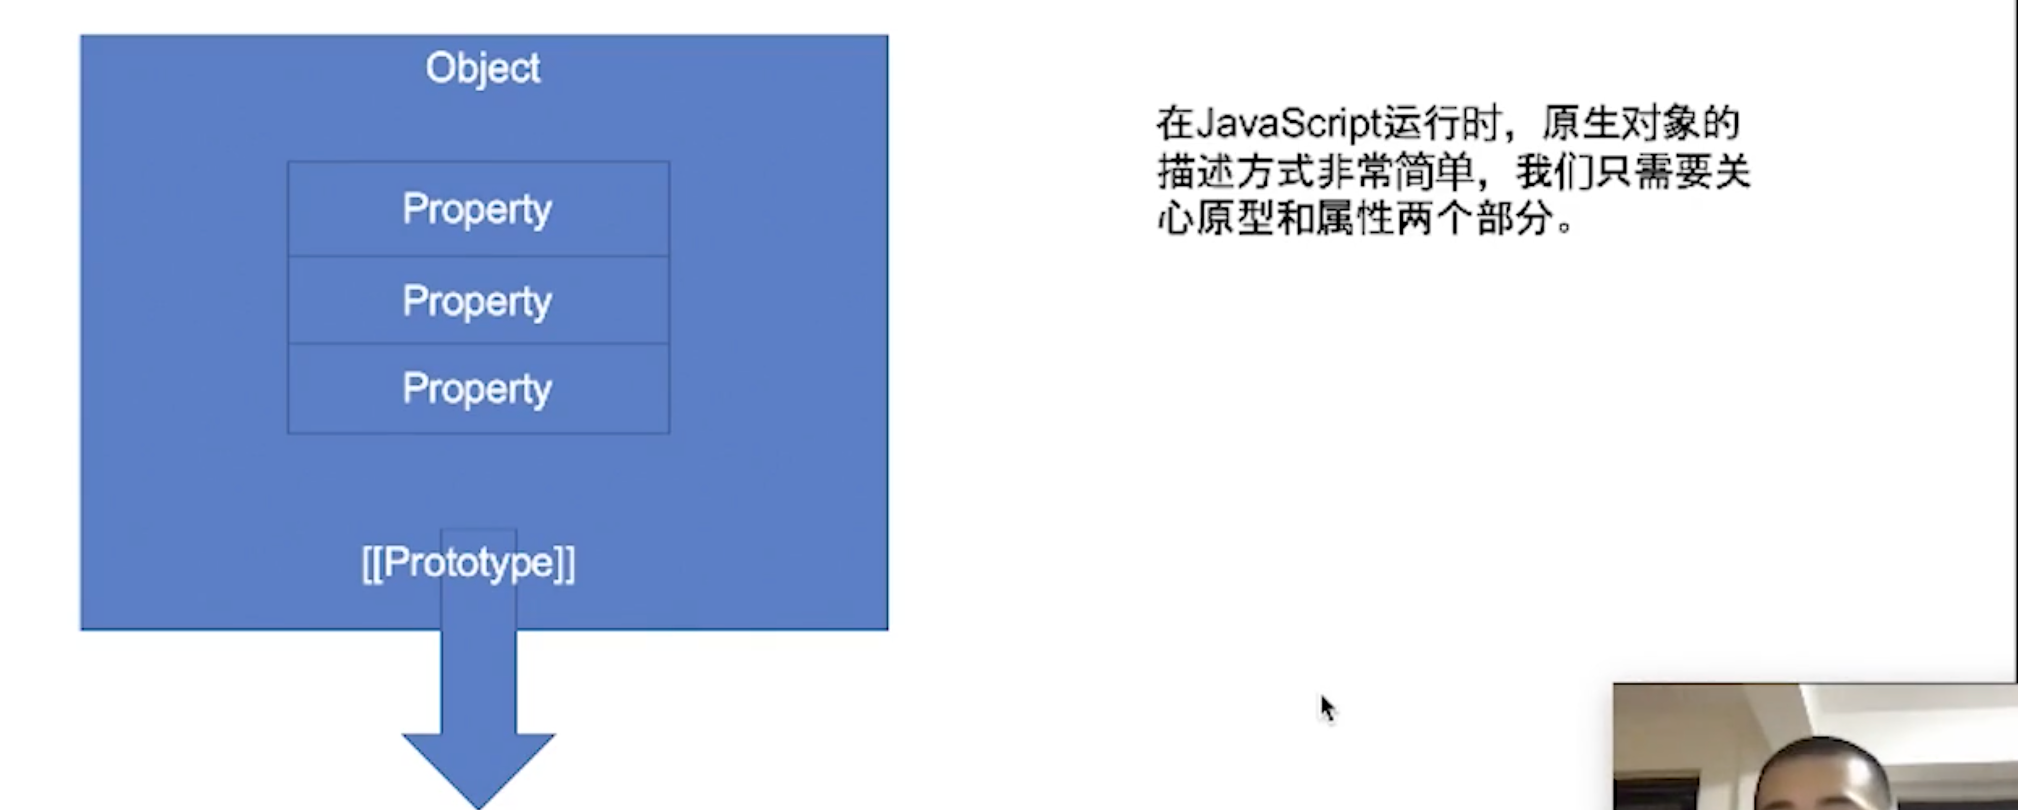 Object
Property
Property
Property
[[Prototype]]
在JavaScript运行时，原生对象的
描述方式非常简单，我们只需要关
心原型和属性两个部分。